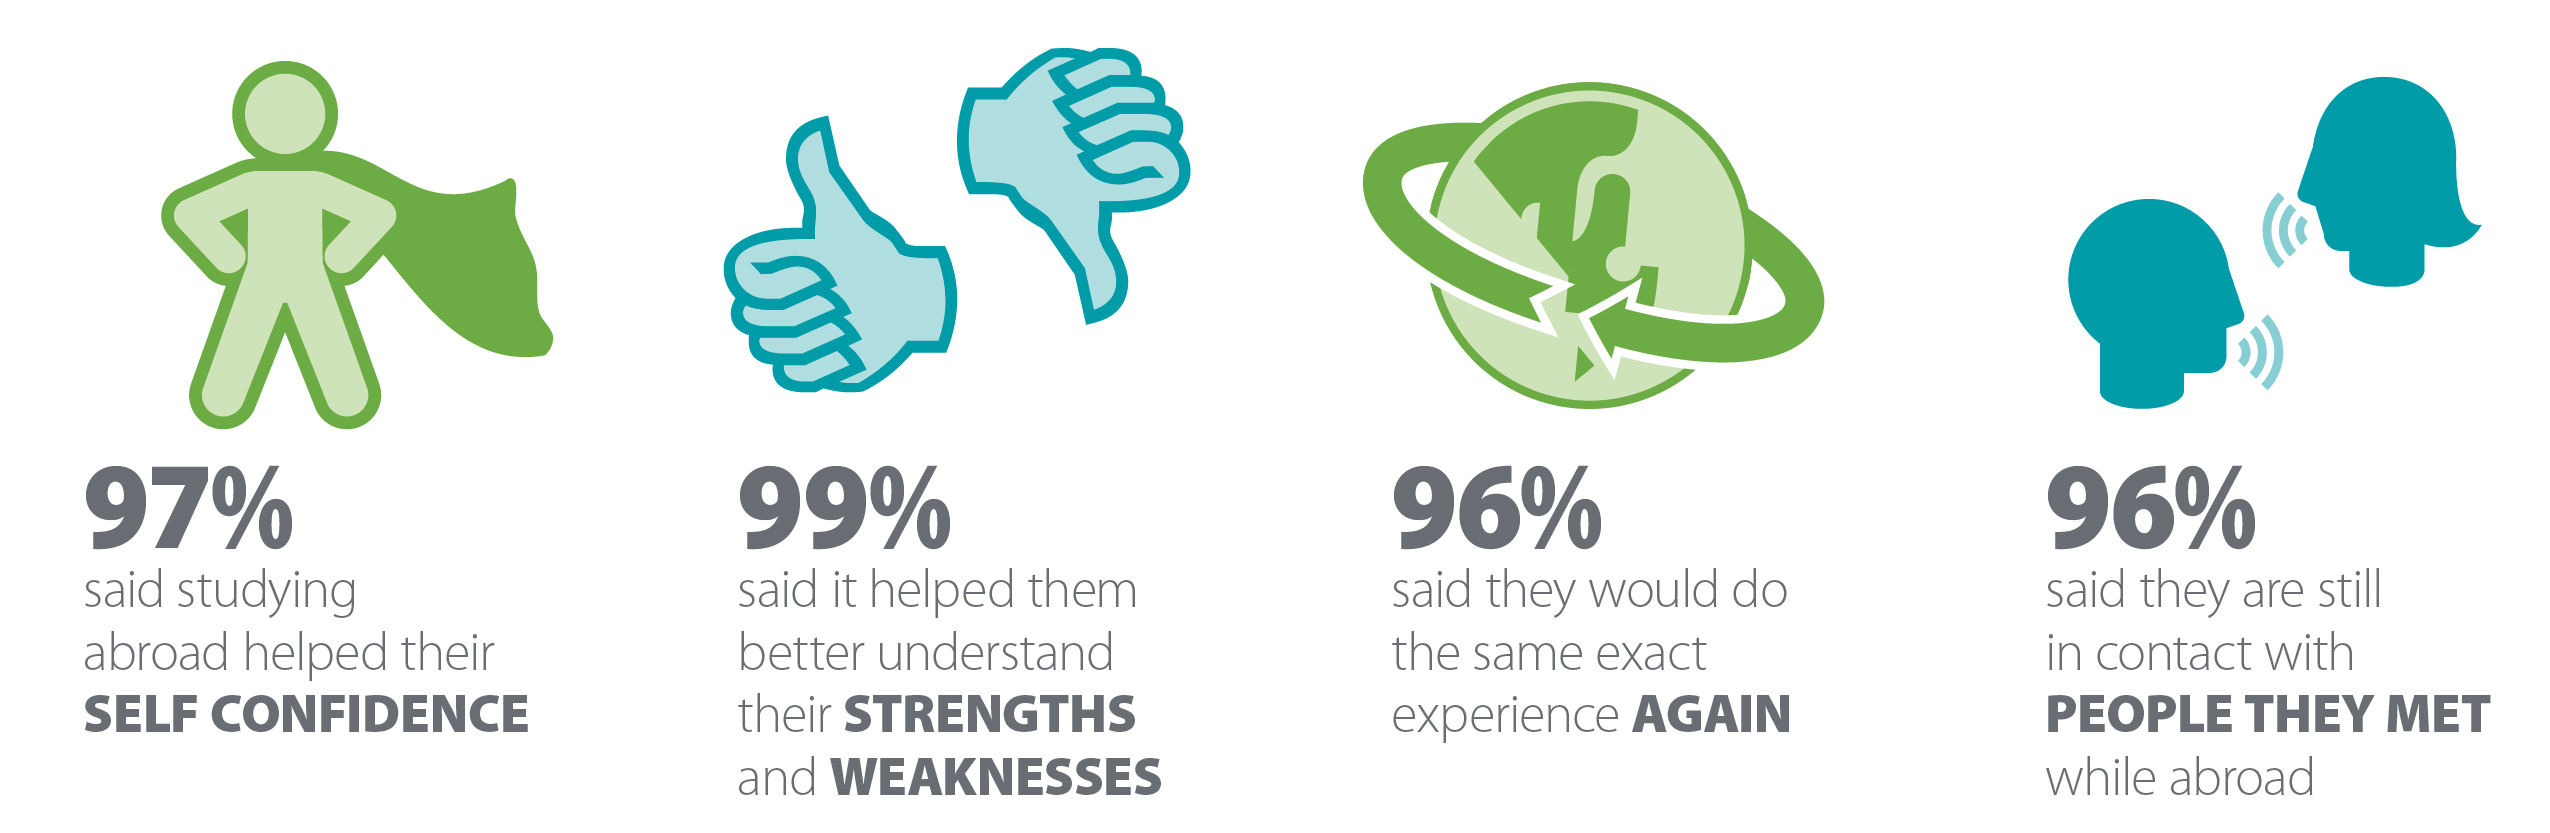 97%
said studying
abroad helped their
SELF CONFIDENCE
99%
said it helped them
better understand
their STRENGTHS
and WEAKNESSES
96%
said they would do
the same exact
experience AGAIN
96%
said they are still
in contact with
PEOPLE THEY MET
while abroad